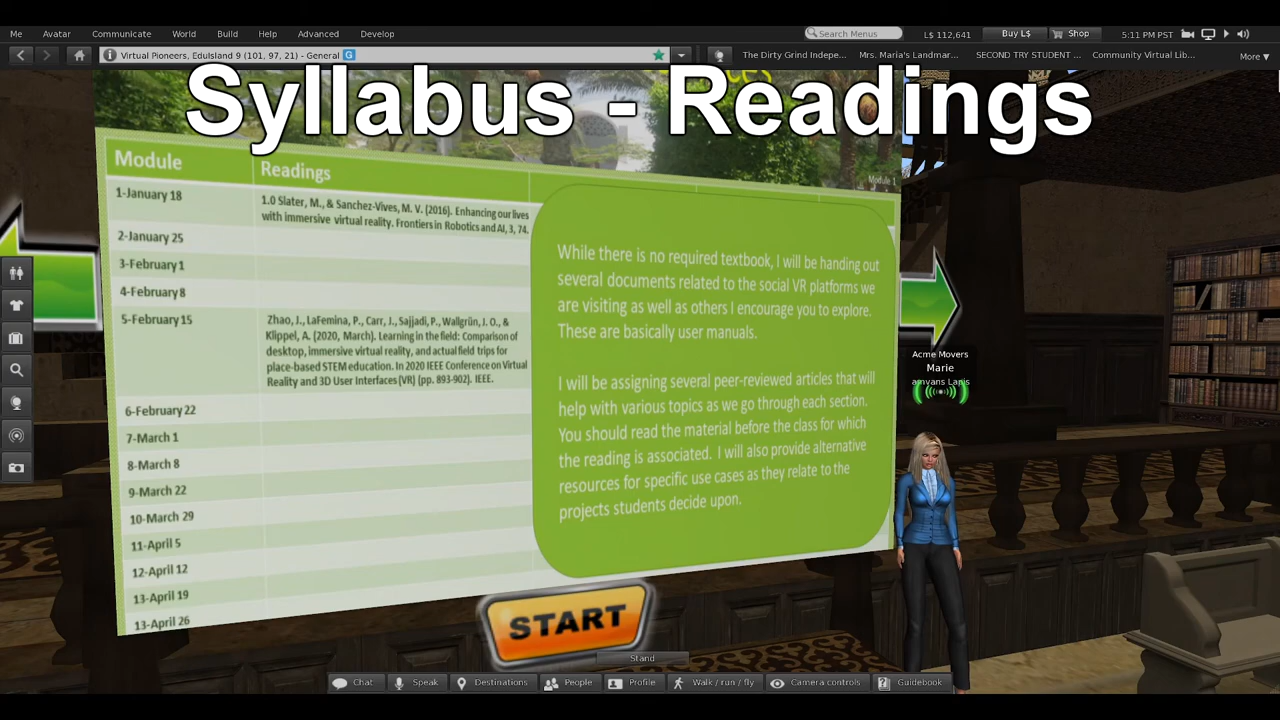 Me Avatar Communicate World Build Help Advanced Develop
Search Menus L$ 112,641 Buy L$ Shop 5:11 PM PST
Virtual Pioneers, EduIsland 9 (101, 97, 21) - General G
The Dirty Grind Indepe... Mrs. Maria's Landmar... SECOND TRY STUDENT ... Community Virtual Lib... More ▼
Syllabus - Readings
Module 1
Module Readings
1-January 18
1.0 Slater, M., & Sanchez-Vives, M. V. (2016). Enhancing our lives
with immersive virtual reality. Frontiers in Robotics and AI, 3, 74.
2-January 25
3-February 1
4-February 8
5-February 15
Zhao, J., LaFemina, P., Carr, J., Sajjadi, P., Wallgrün, J. O., &
Klippel, A. (2020, March). Learning in the field: Comparison of
desktop, immersive virtual reality, and actual field trips for
place-based STEM education. In 2020 IEEE Conference on Virtual
Reality and 3D User Interfaces (VR) (pp. 893-902). IEEE.
6-February 22
7-March 1
8-March 8
9-March 22
10-March 29
11-April 5
12-April 12
13-April 19
13-April 26
While there is no required textbook, I will be handing out
several documents related to the social VR platforms we
are visiting as well as others I encourage you to explore.
These are basically user manuals.
I will be assigning several peer-reviewed articles that will
help with various topics as we go through each section.
You should read the material before the class for which
the reading is associated. I will also provide alternative
resources for specific use cases as they relate to the
projects students decide upon.
Acme Movers
Marie
amvans Lapis
START
Stand
Chat Speak Destinations People Profile Walk / run / fly Camera controls Guidebook